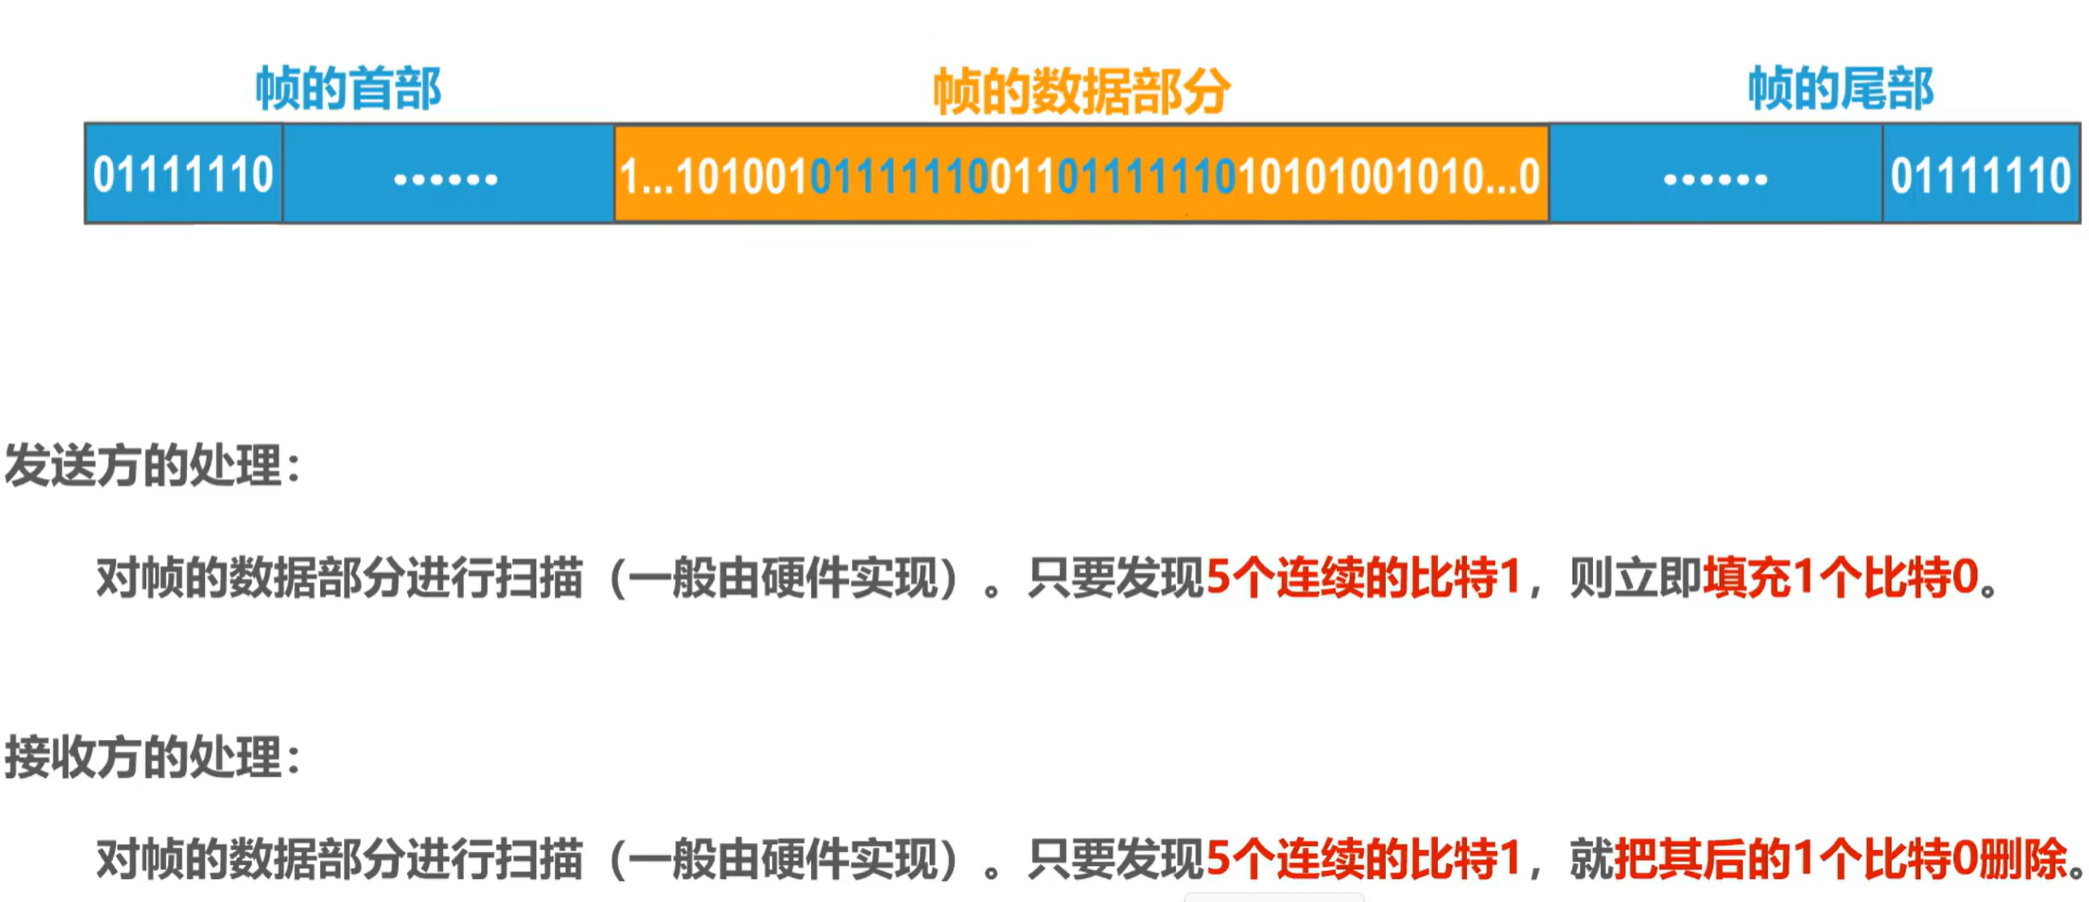 帧的首部 帧的数据部分 帧的尾部
01111110 ...... 1...1010010111111001101111111010101001010...0 ...... 01111110
发送方的处理：
对帧的数据部分进行扫描（一般由硬件实现）。只要发现5个连续的比特1，则立即填充1个比特0。
接收方的处理：
对帧的数据部分进行扫描（一般由硬件实现）。只要发现5个连续的比特1，就把其后的1个比特0删除。